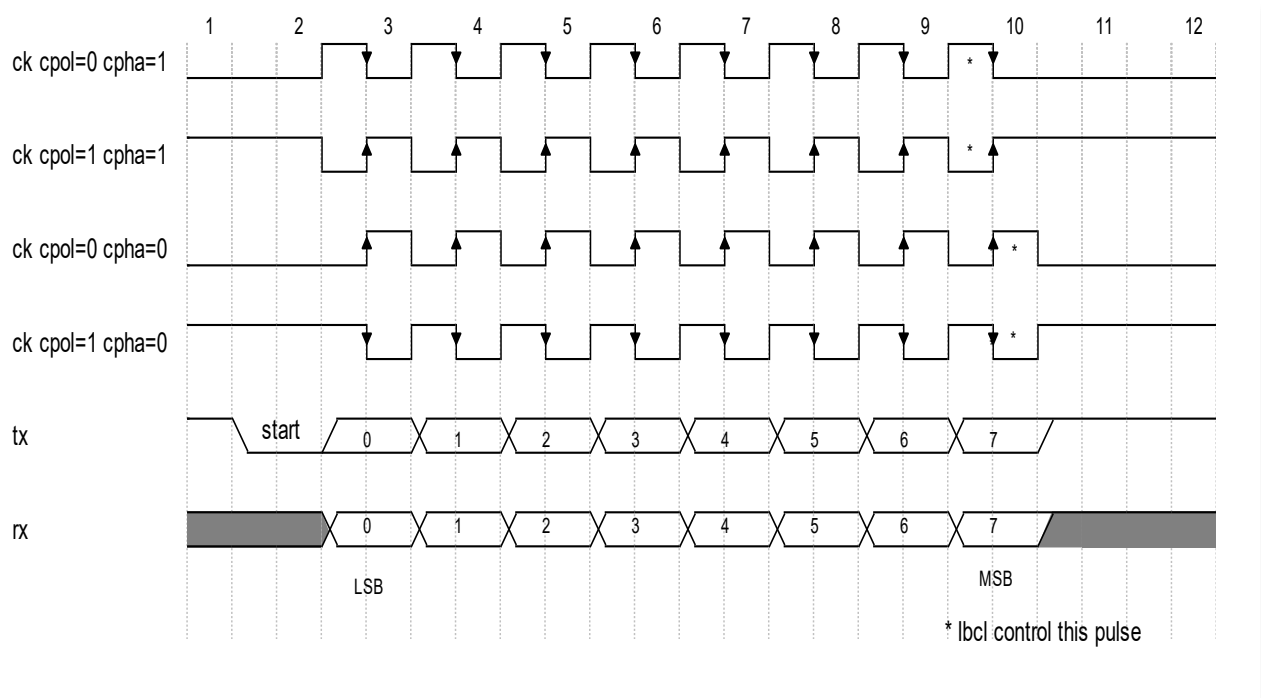 1 2 3 4 5 6 7 8 9 10 11 12
ck cpol=0 cpha=1 *
ck cpol=1 cpha=1 *
ck cpol=0 cpha=0 *
ck cpol=1 cpha=0 *
tx start 0 1 2 3 4 5 6 7
rx 0 1 2 3 4 5 6 7
LSB MSB
* lbcl control this pulse